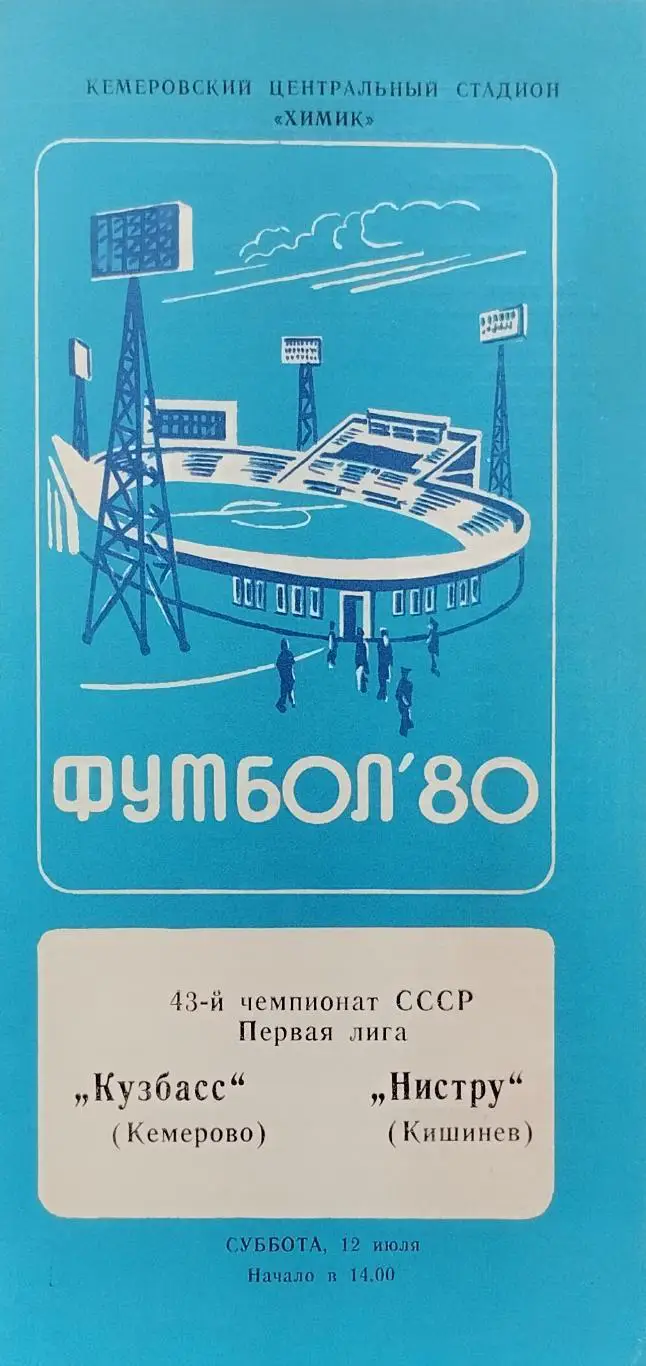 КЕМЕРОВСКИЙ ЦЕНТРАЛЬНЫЙ СТАДИОН
«ХИМИК»
ФУТБОЛ'80
43-й чемпионат СССР
Первая лига
„Кузбасс“ „Нистру“
(Кемерово) (Кишинев)
СУББОТА, 12 июля
Начало в 14.00